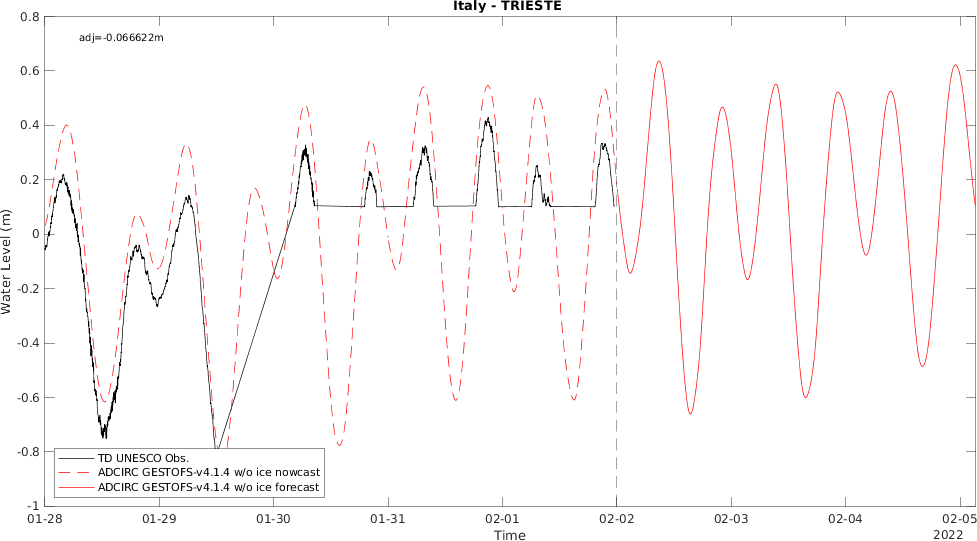 Italy - TRIESTE
adj=-0.066622m
0.8
0.6
0.4
0.2
0
-0.2
-0.4
-0.6
-0.8
-1
Water Level (m)
TD UNESCO Obs.
ADCIRC GESTOFS-v4.1.4 w/o ice nowcast
ADCIRC GESTOFS-v4.1.4 w/o ice forecast
01-28 01-29 01-30 01-31 02-01 02-02 02-03 02-04 02-05
Time
2022